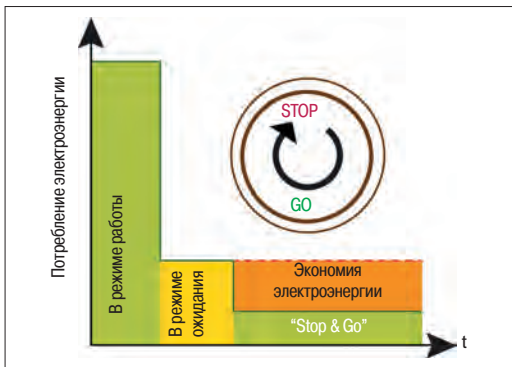 Потребление электроэнергии
STOP
GO
В режиме работы
В режиме
ожидания
Экономия
электроэнергии
“Stop & Go”
t